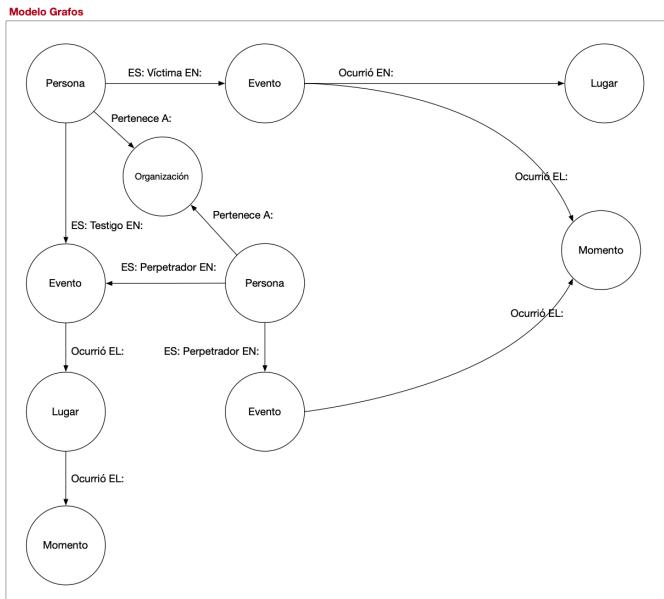 Modelo Grafos
Persona
ES: Víctima EN:
Evento
Ocurrió EN:
Lugar
Pertenece A:
Organización
Ocurrió EL:
Pertenece A:
ES: Testigo EN:
Momento
ES: Perpetrador EN:
Evento
Persona
Ocurrió EL:
Ocurrió EL:
ES: Perpetrador EN:
Lugar
Evento
Ocurrió EL:
Momento